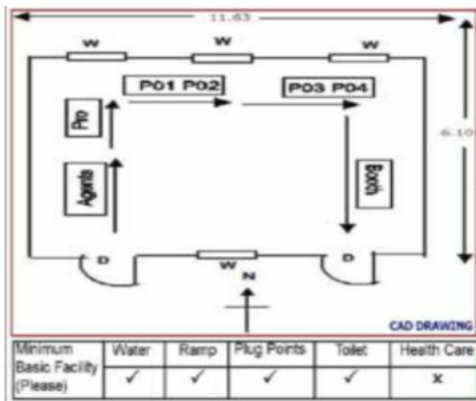 11.63
W W W
P01 P02 P03 P04
Pro
6.10
Agents
Booth
D W D
N
CAD DRAWING
Minimum Basic Facility (Please) Water Ramp Plug Points Toilet Health Care
✓ ✓ ✓ ✓ x